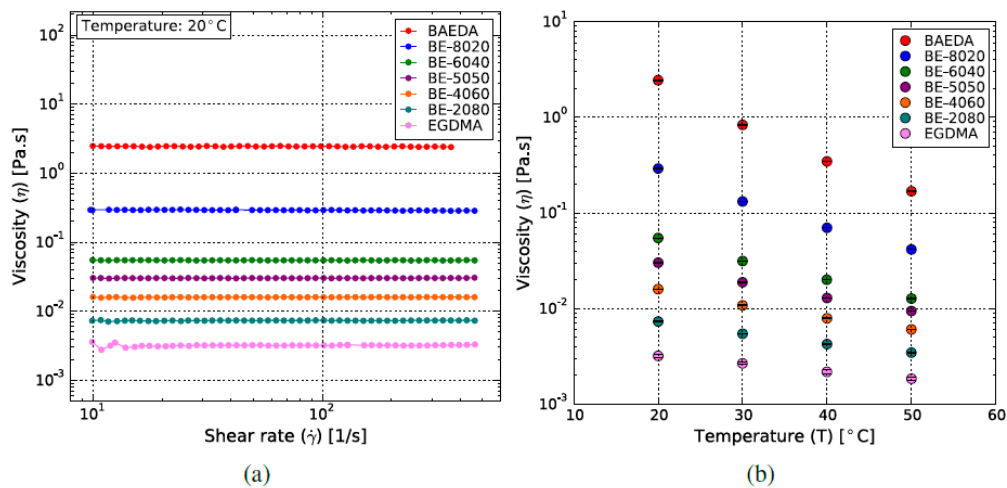 Temperature: 20°C
BAEDA
BE-8020
BE-6040
BE-5050
BE-4060
BE-2080
EGDMA
Viscosity (η) [Pa.s]
10²
10¹
10⁰
10⁻¹
10⁻²
10⁻³
10¹
10²
Shear rate (γ̇) [1/s]
(a)
BAEDA
BE-8020
BE-6040
BE-5050
BE-4060
BE-2080
EGDMA
Viscosity (η) [Pa.s]
10¹
10⁰
10⁻¹
10⁻²
10⁻³
10 20 30 40 50 60
Temperature (T) [°C]
(b)